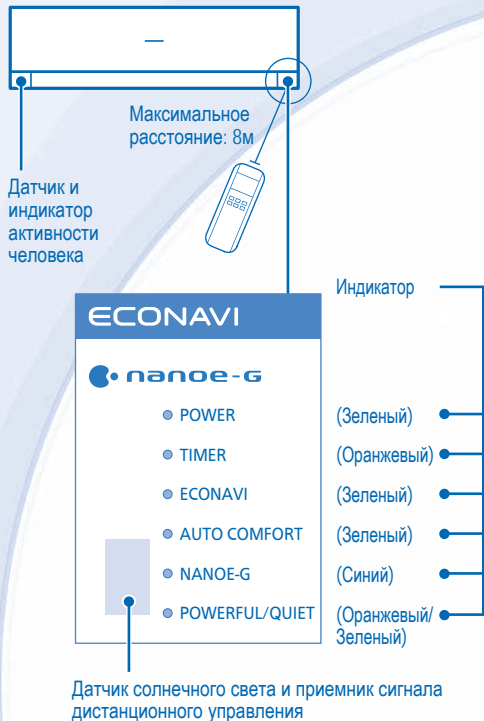 Максимальное
расстояние: 8м
Датчик и
индикатор
активности
человека
Индикатор
ECONAVI
nanoe-G
POWER (Зеленый)
TIMER (Оранжевый)
ECONAVI (Зеленый)
AUTO COMFORT (Зеленый)
NANOE-G (Синий)
POWERFUL/QUIET (Оранжевый/
Зеленый)
Датчик солнечного света и приемник сигнала
дистанционного управления